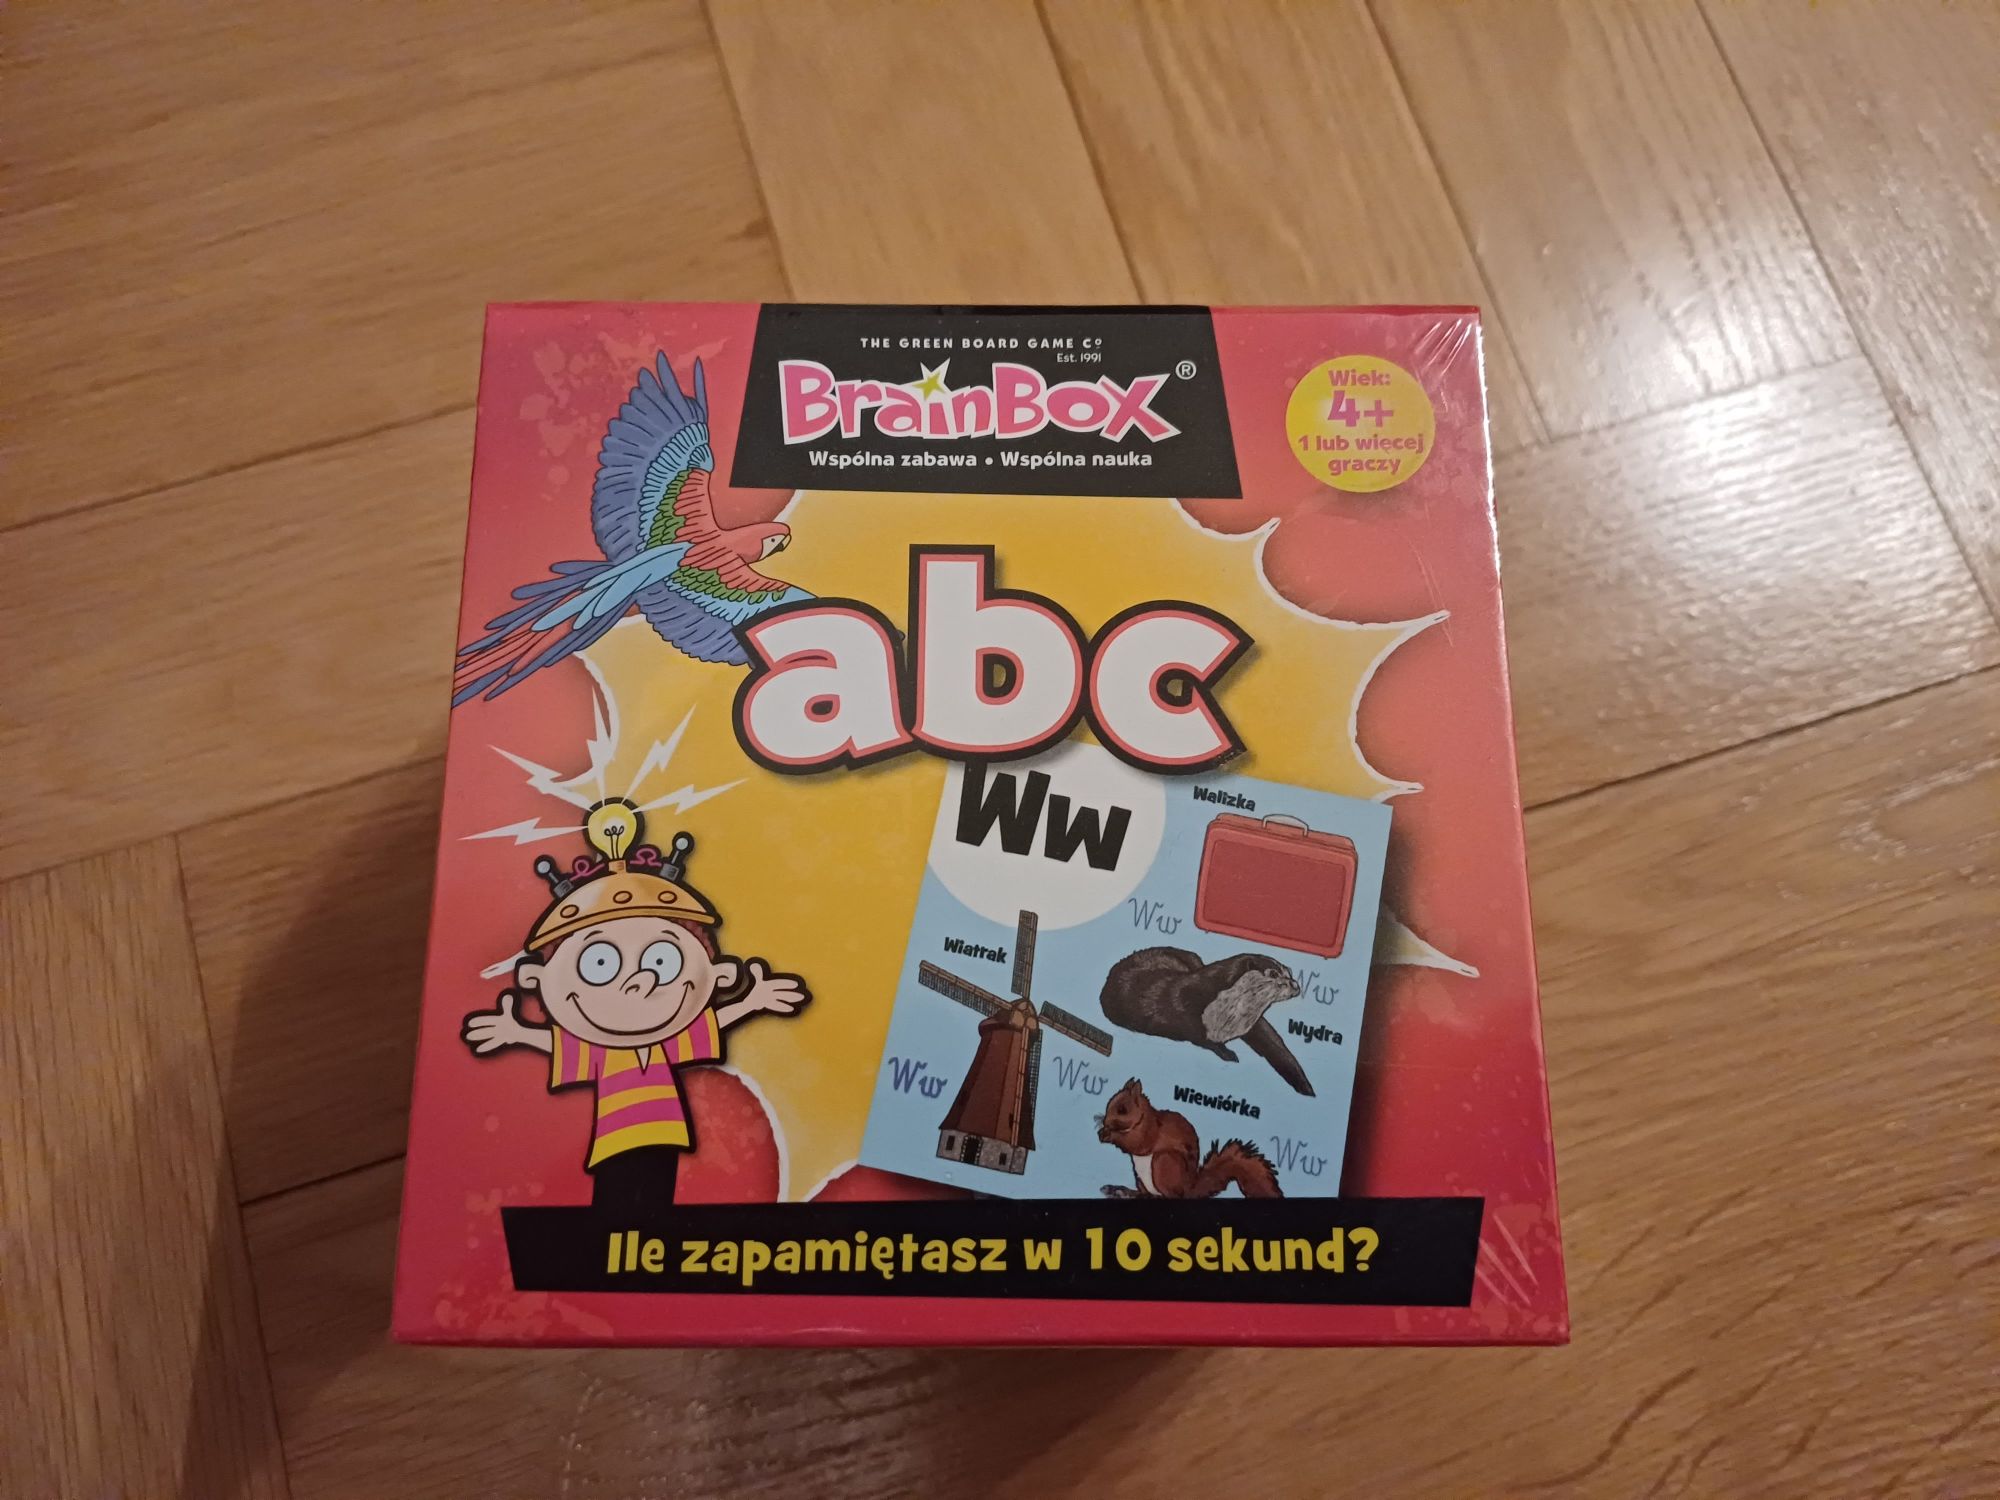 THE GREEN BOARD GAME Cº
Est. 1991
BrainBox®
Wspólna zabawa • Wspólna nauka
Wiek:
4+
1 lub więcej
graczy
abc
Ww
Walizka
Ww
Wiatrak
Ww
Wydra
Ww
Ww
Wiewiórka
Ww
Ile zapamiętasz w 10 sekund?